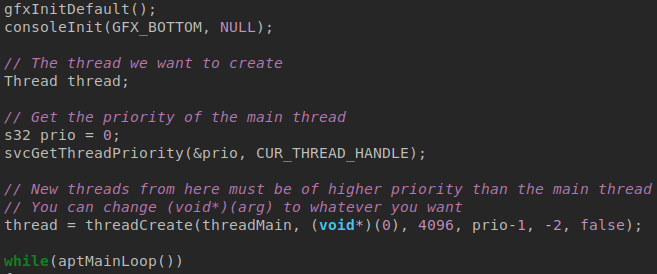 gfxInitDefault();
consoleInit(GFX_BOTTOM, NULL);
// The thread we want to create
Thread thread;
// Get the priority of the main thread
s32 prio = 0;
svcGetThreadPriority(&prio, CUR_THREAD_HANDLE);
// New threads from here must be of higher priority than the main thread
// You can change (void*)(arg) to whatever you want
thread = threadCreate(threadMain, (void*)(0), 4096, prio-1, -2, false);
while(aptMainLoop())